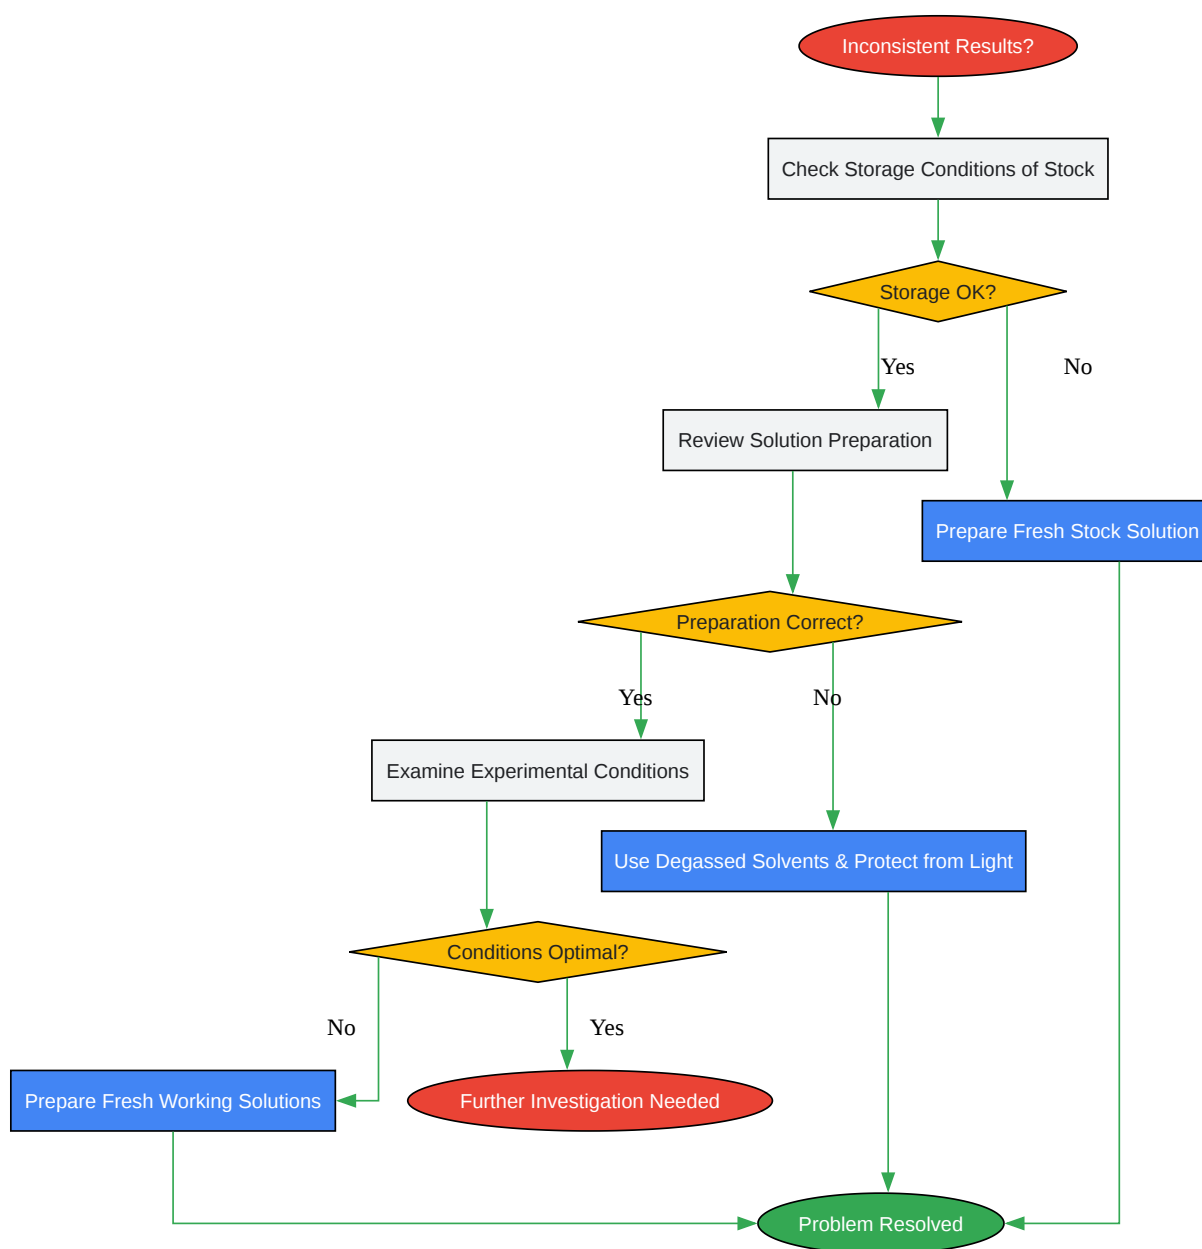 Inconsistent Results?
Check Storage Conditions of Stock
Storage OK?
Yes
No
Review Solution Preparation
Prepare Fresh Stock Solution
Preparation Correct?
Yes
No
Examine Experimental Conditions
Use Degassed Solvents & Protect from Light
Conditions Optimal?
No
Yes
Prepare Fresh Working Solutions
Further Investigation Needed
Problem Resolved